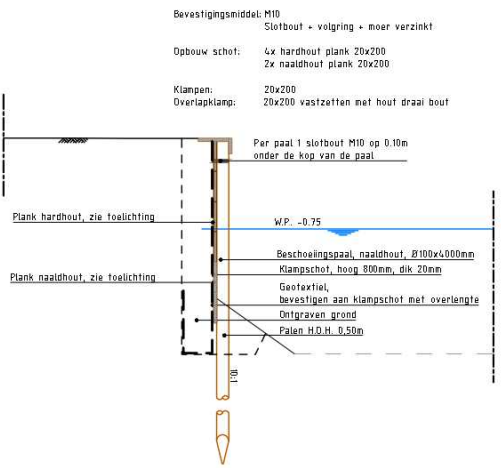 Bevestigingsmiddel: M10
Slotbout + volgring + moer verzinkt
Opbouw schot: 4x hardhout plank 20x200
2x naaldhout plank 20x200
Klampen: 20x200
Overlapklamp: 20x200 vastzetten met hout draai bout
Per paal 1 slotbout M10 op 0.10m
onder de kop van de paal
Plank hardhout, zie toelichting
W.P. -0.75
Beschoeiingspaal, naaldhout, Ø100x4000mm
Klampschot, hoog 800mm, dik 20mm
Plank naaldhout, zie toelichting
Geotextiel,
bevestigen aan klampschot met overlengte
Ontgraven grond
Palen H.O.H. 0,50m
10:1